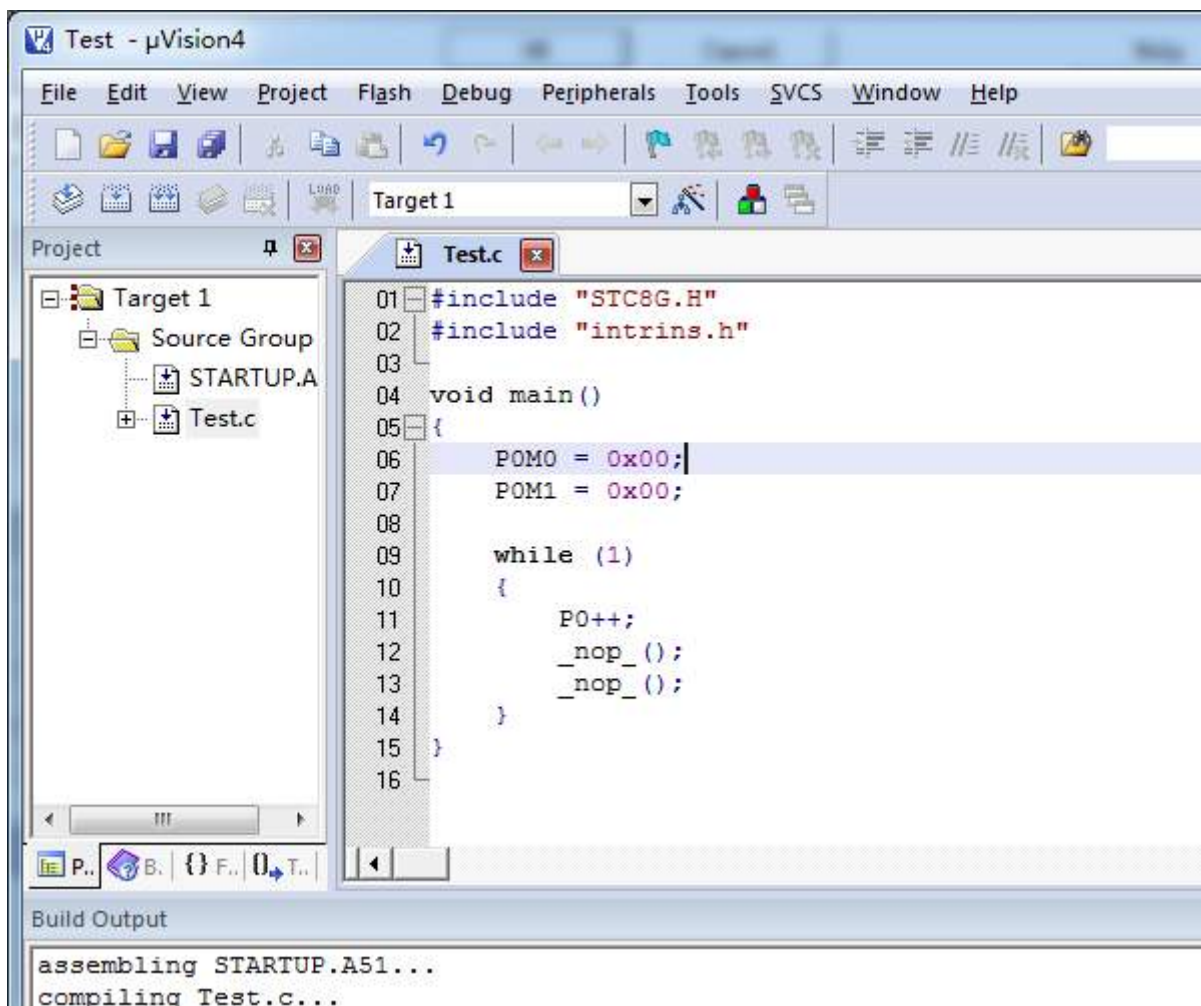 Test - µVision4
File Edit View Project Flash Debug Peripherals Tools SVCS Window Help
LOAD Target 1
Project
Test.c
Target 1
Source Group
STARTUP.A
Test.c
01 #include "STC8G.H"
02 #include "intrins.h"
03
04 void main()
05 {
06 P0M0 = 0x00;
07 P0M1 = 0x00;
08
09 while (1)
10 {
11 P0++;
12 _nop_();
13 _nop_();
14 }
15 }
16
P.. B. {} F.. T..
Build Output
assembling STARTUP.A51...
compiling Test.c...